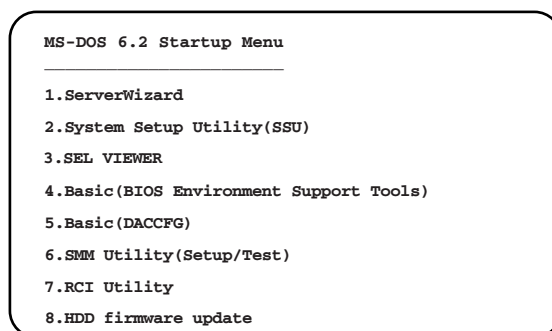 MS-DOS 6.2 Startup Menu
1.ServerWizard
2.System Setup Utility(SSU)
3.SEL VIEWER
4.Basic(BIOS Environment Support Tools)
5.Basic(DACCFG)
6.SMM Utility(Setup/Test)
7.RCI Utility
8.HDD firmware update